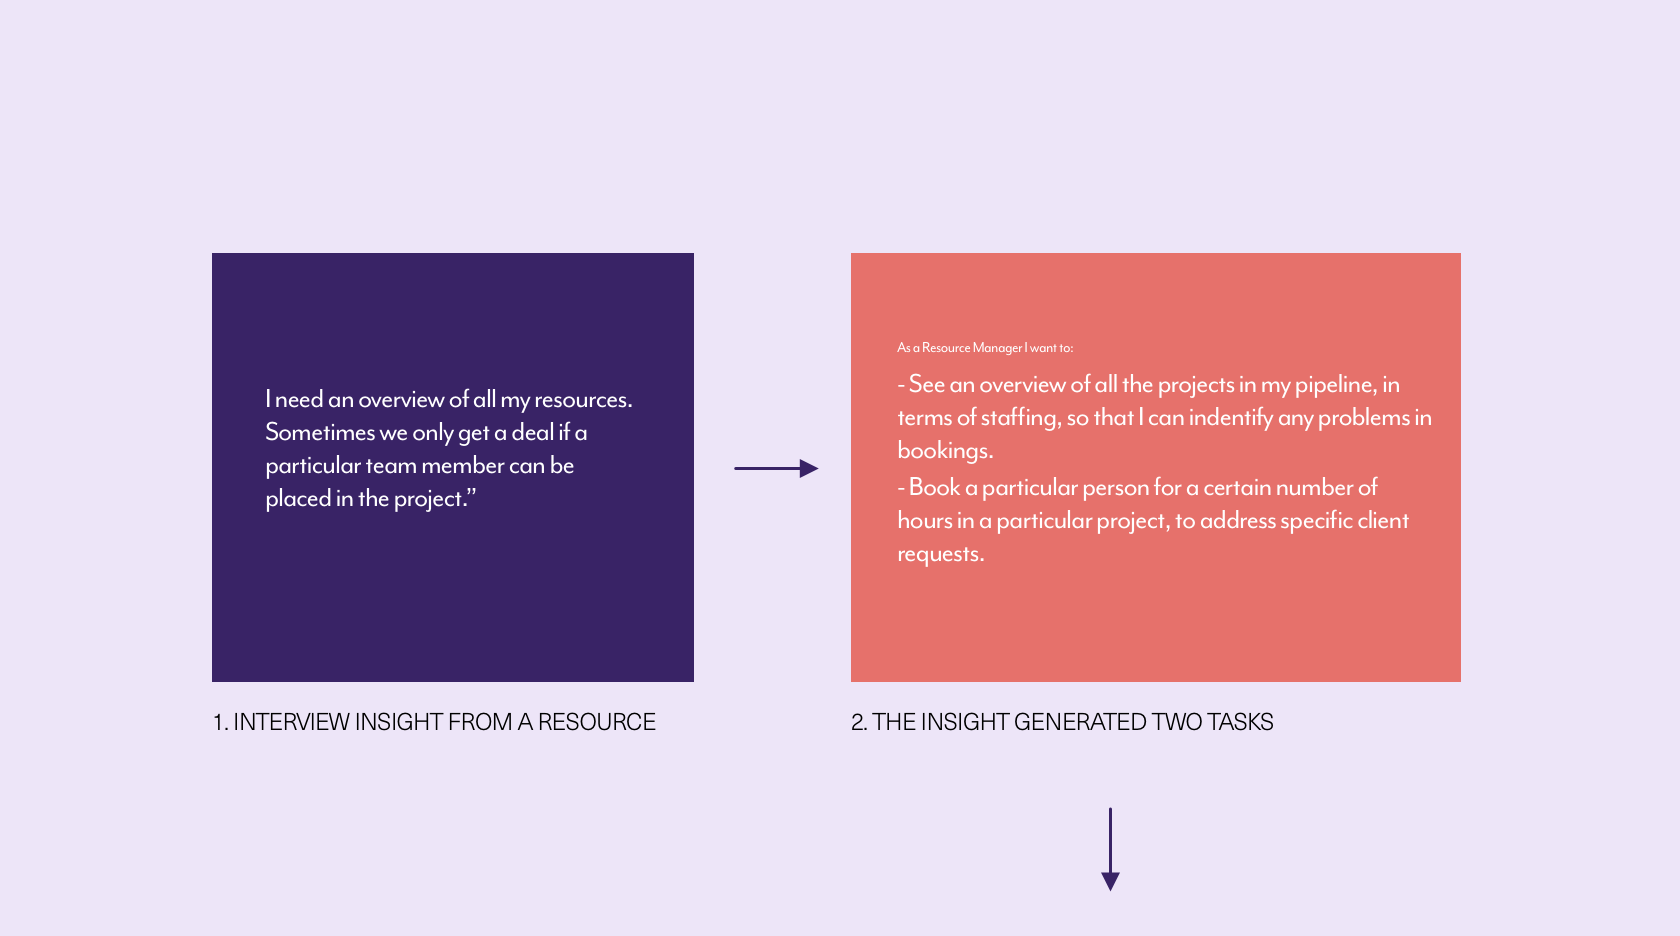 I need an overview of all my resources.
Sometimes we only get a deal if a
particular team member can be
placed in the project.”
1. INTERVIEW INSIGHT FROM A RESOURCE
As a Resource Manager I want to:
- See an overview of all the projects in my pipeline, in
terms of staffing, so that I can indentify any problems in
bookings.
- Book a particular person for a certain number of
hours in a particular project, to address specific client
requests.
2. THE INSIGHT GENERATED TWO TASKS